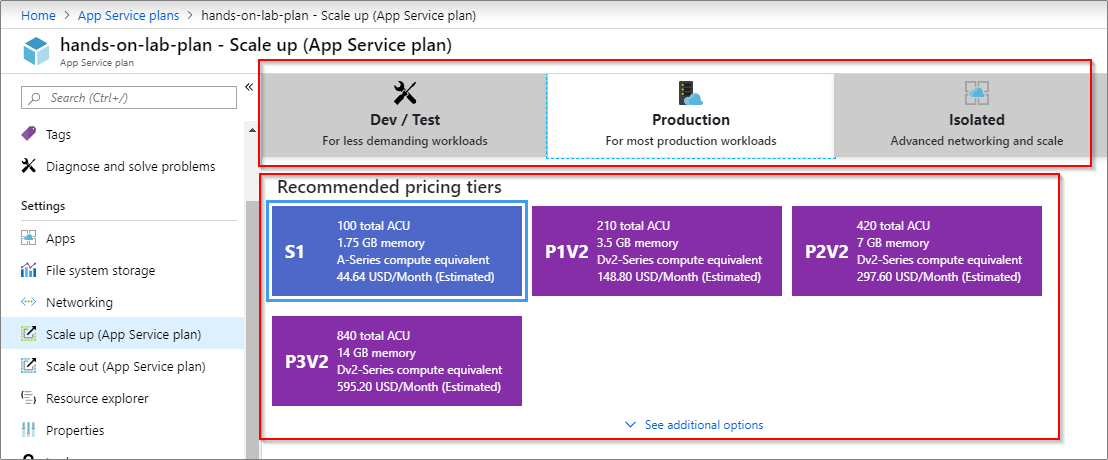 Home > App Service plans > hands-on-lab-plan - Scale up (App Service plan)
hands-on-lab-plan - Scale up (App Service plan)
App Service plan
«
Search (Ctrl+/)
Tags
Diagnose and solve problems
Settings
Apps
File system storage
Networking
Scale up (App Service plan)
Scale out (App Service plan)
Resource explorer
Properties
Dev / Test
For less demanding workloads
Production
For most production workloads
Isolated
Advanced networking and scale
Recommended pricing tiers
S1
100 total ACU
1.75 GB memory
A-Series compute equivalent
44.64 USD/Month (Estimated)
P1V2
210 total ACU
3.5 GB memory
Dv2-Series compute equivalent
148.80 USD/Month (Estimated)
P2V2
420 total ACU
7 GB memory
Dv2-Series compute equivalent
297.60 USD/Month (Estimated)
P3V2
840 total ACU
14 GB memory
Dv2-Series compute equivalent
595.20 USD/Month (Estimated)
See additional options